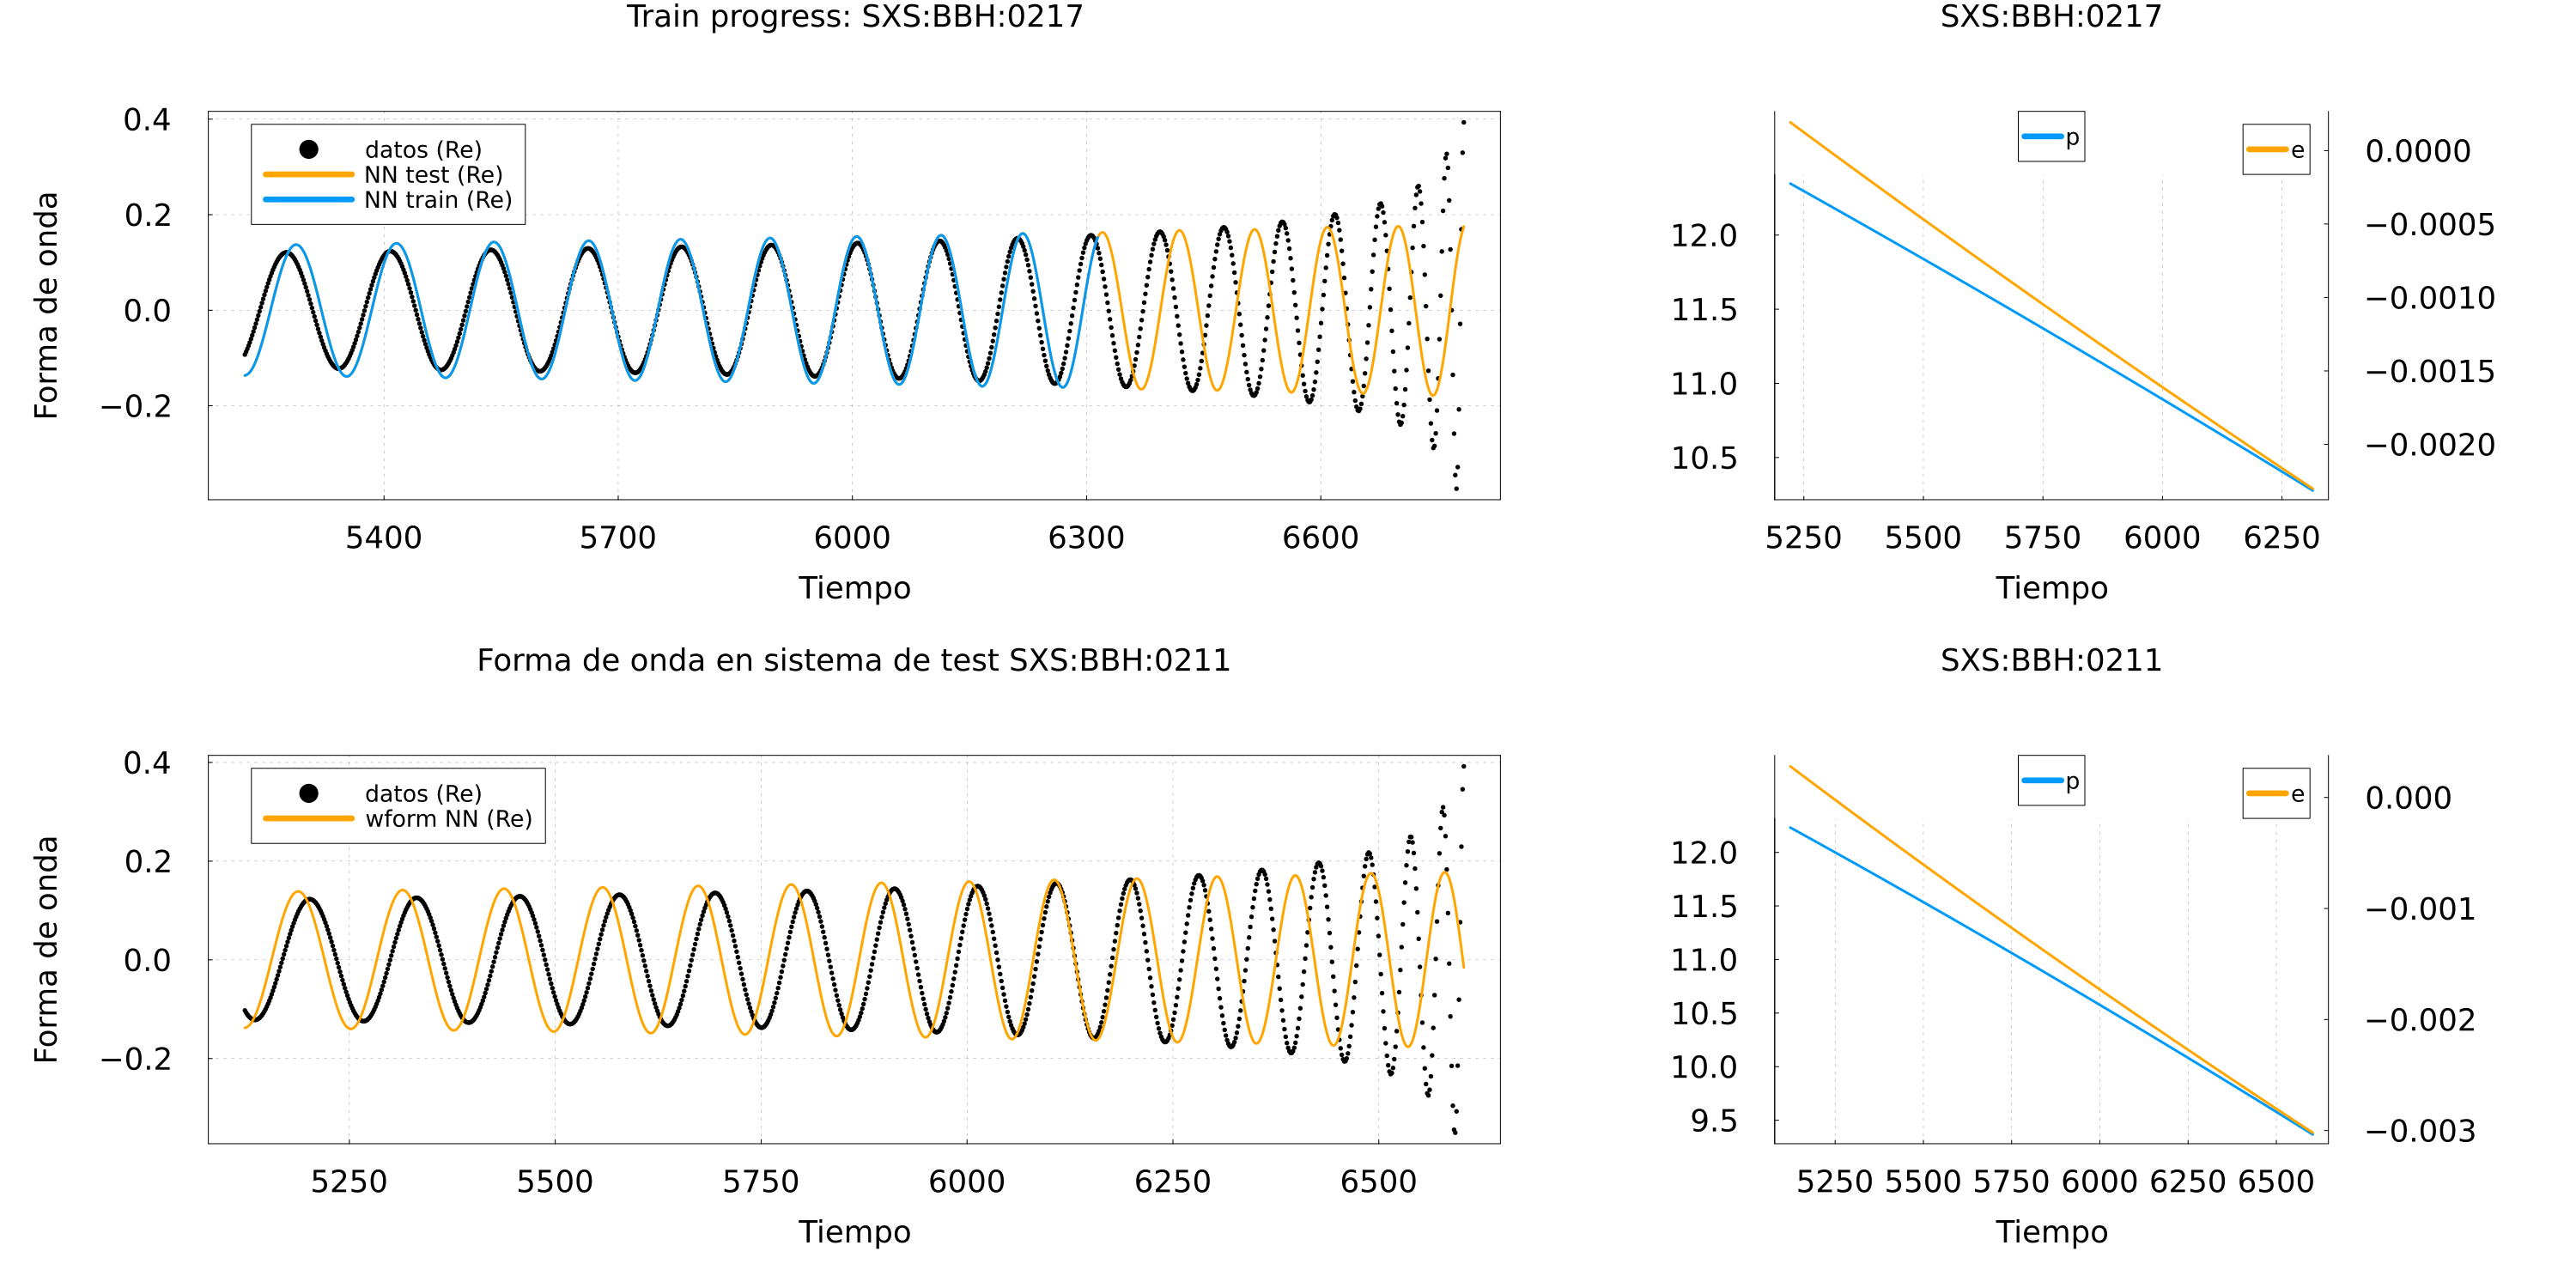 Train progress: SXS:BBH:0217
datos (Re)
NN test (Re)
NN train (Re)
Forma de onda
0.4
0.2
0.0
−0.2
5400 5700 6000 6300 6600
Tiempo
SXS:BBH:0217
p
e
12.0
11.5
11.0
10.5
0.0000
−0.0005
−0.0010
−0.0015
−0.0020
5250 5500 5750 6000 6250
Tiempo
Forma de onda en sistema de test SXS:BBH:0211
datos (Re)
wform NN (Re)
Forma de onda
0.4
0.2
0.0
−0.2
5250 5500 5750 6000 6250 6500
Tiempo
SXS:BBH:0211
p
e
12.0
11.5
11.0
10.5
10.0
9.5
0.000
−0.001
−0.002
−0.003
5250 5500 5750 6000 6250 6500
Tiempo